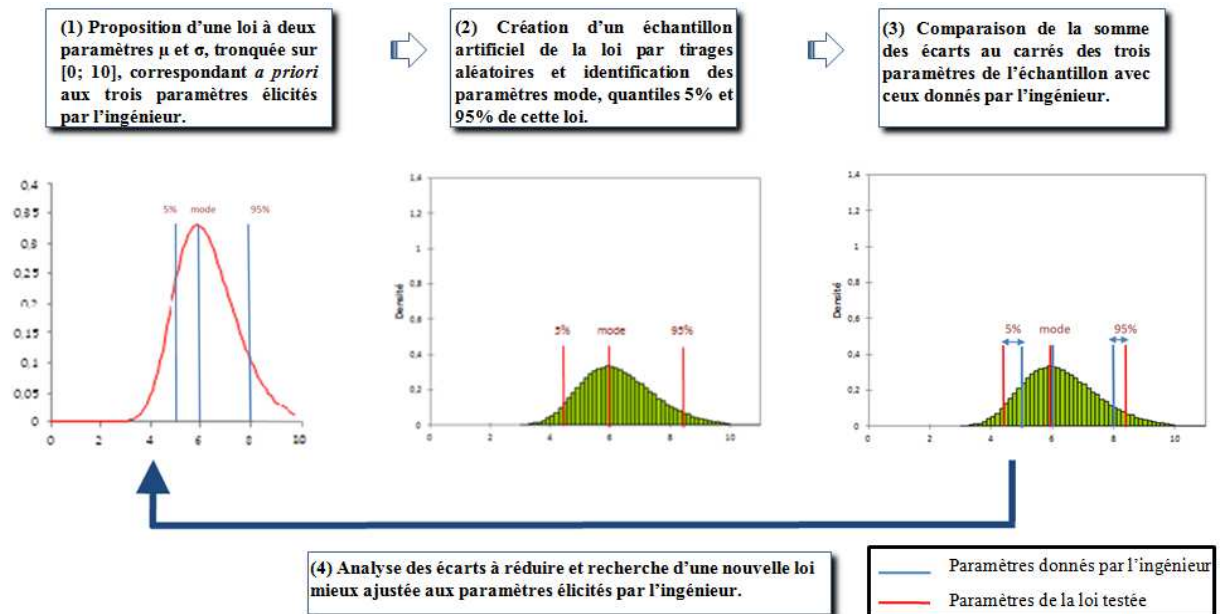 (1) Proposition d'une loi à deux
paramètres μ et σ, tronquée sur
[0; 10], correspondant a priori
aux trois paramètres élicités
par l'ingénieur.
(2) Création d'un échantillon
artificiel de la loi par tirages
aléatoires et identification des
paramètres mode, quantiles 5% et
95% de cette loi.
(3) Comparaison de la somme
des écarts au carrés des trois
paramètres de l'échantillon avec
ceux donnés par l'ingénieur.
0,4
0,35
0,3
0,25
0,2
0,15
0,1
0,05
0
5% mode 95%
0 2 4 6 8 10
1,4
1,2
1
0,8
0,6
0,4
0,2
0
Densité
5% mode 95%
0 2 4 6 8 10
1,4
1,2
1
0,8
0,6
0,4
0,2
0
Densité
5% mode 95%
0 2 4 6 8 10
(4) Analyse des écarts à réduire et recherche d'une nouvelle loi
mieux ajustée aux paramètres élicités par l'ingénieur.
Paramètres donnés par l'ingénieur
Paramètres de la loi testée